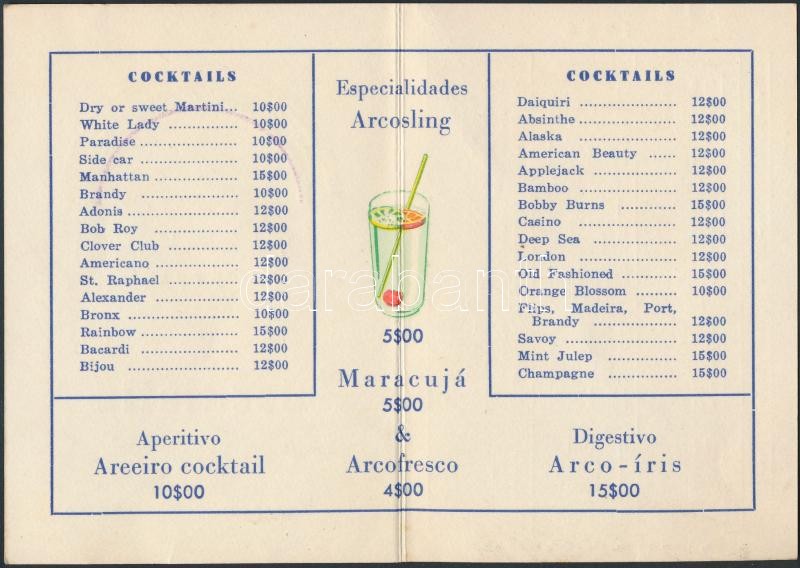 COCKTAILS
Dry or sweet Martini... 10$00
White Lady ............ 10$00
Paradise ............ 10$00
Side car ............ 10$00
Manhattan ............ 15$00
Brandy ............ 10$00
Adonis ............ 12$00
Bob Roy ............ 12$00
Clover Club ............ 12$00
Americano ............ 12$00
St. Raphael ............ 12$00
Alexander ............ 12$00
Bronx ............ 10$00
Rainbow ............ 15$00
Bacardi ............ 12$00
Bijou ............ 12$00
Aperitivo
Areeiro cocktail
10$00
Especialidades
Arcosling
5$00
Maracujá
5$00
&
Arcofresco
4$00
COCKTAILS
Daiquiri ............ 12$00
Absinthe ............ 12$00
Alaska ............ 12$00
American Beauty ...... 12$00
Applejack ............ 12$00
Bamboo ............ 12$00
Bobby Burns ............ 15$00
Casino ............ 12$00
Deep Sea ............ 12$00
London ............ 12$00
Old Fashioned ............ 15$00
Orange Blossom ......... 10$00
Flips, Madeira, Port,
Brandy ............ 12$00
Savoy ............ 12$00
Mint Julep ............ 15$00
Champagne ............ 15$00
Digestivo
Arco-íris
15$00